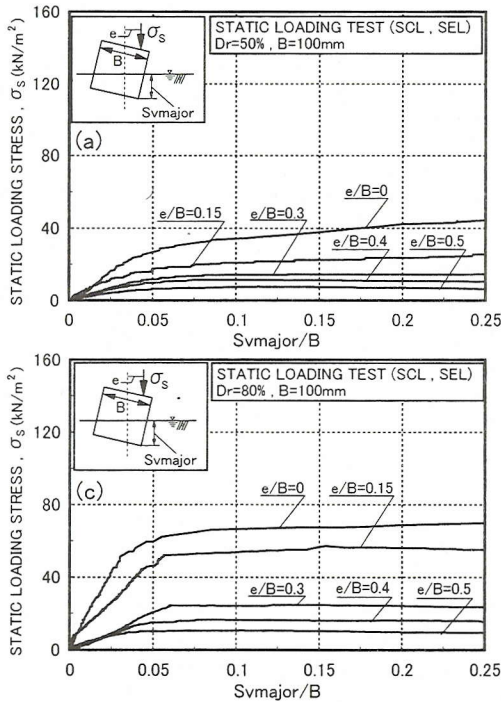 STATIC LOADING STRESS, σS (kN/m²)
160
120
80
40
0
e
σS
B
Svmajor
(a)
STATIC LOADING TEST (SCL , SEL)
Dr=50% , B=100mm
e/B=0.15
e/B=0.3
e/B=0
e/B=0.4
e/B=0.5
0
0.05
0.1
0.15
0.2
0.25
Svmajor/B
STATIC LOADING STRESS, σS (kN/m²)
160
120
80
40
0
e
σS
B
Svmajor
(c)
STATIC LOADING TEST (SCL , SEL)
Dr=80% , B=100mm
e/B=0
e/B=0.15
e/B=0.3
e/B=0.4
e/B=0.5
0
0.05
0.1
0.15
0.2
0.25
Svmajor/B